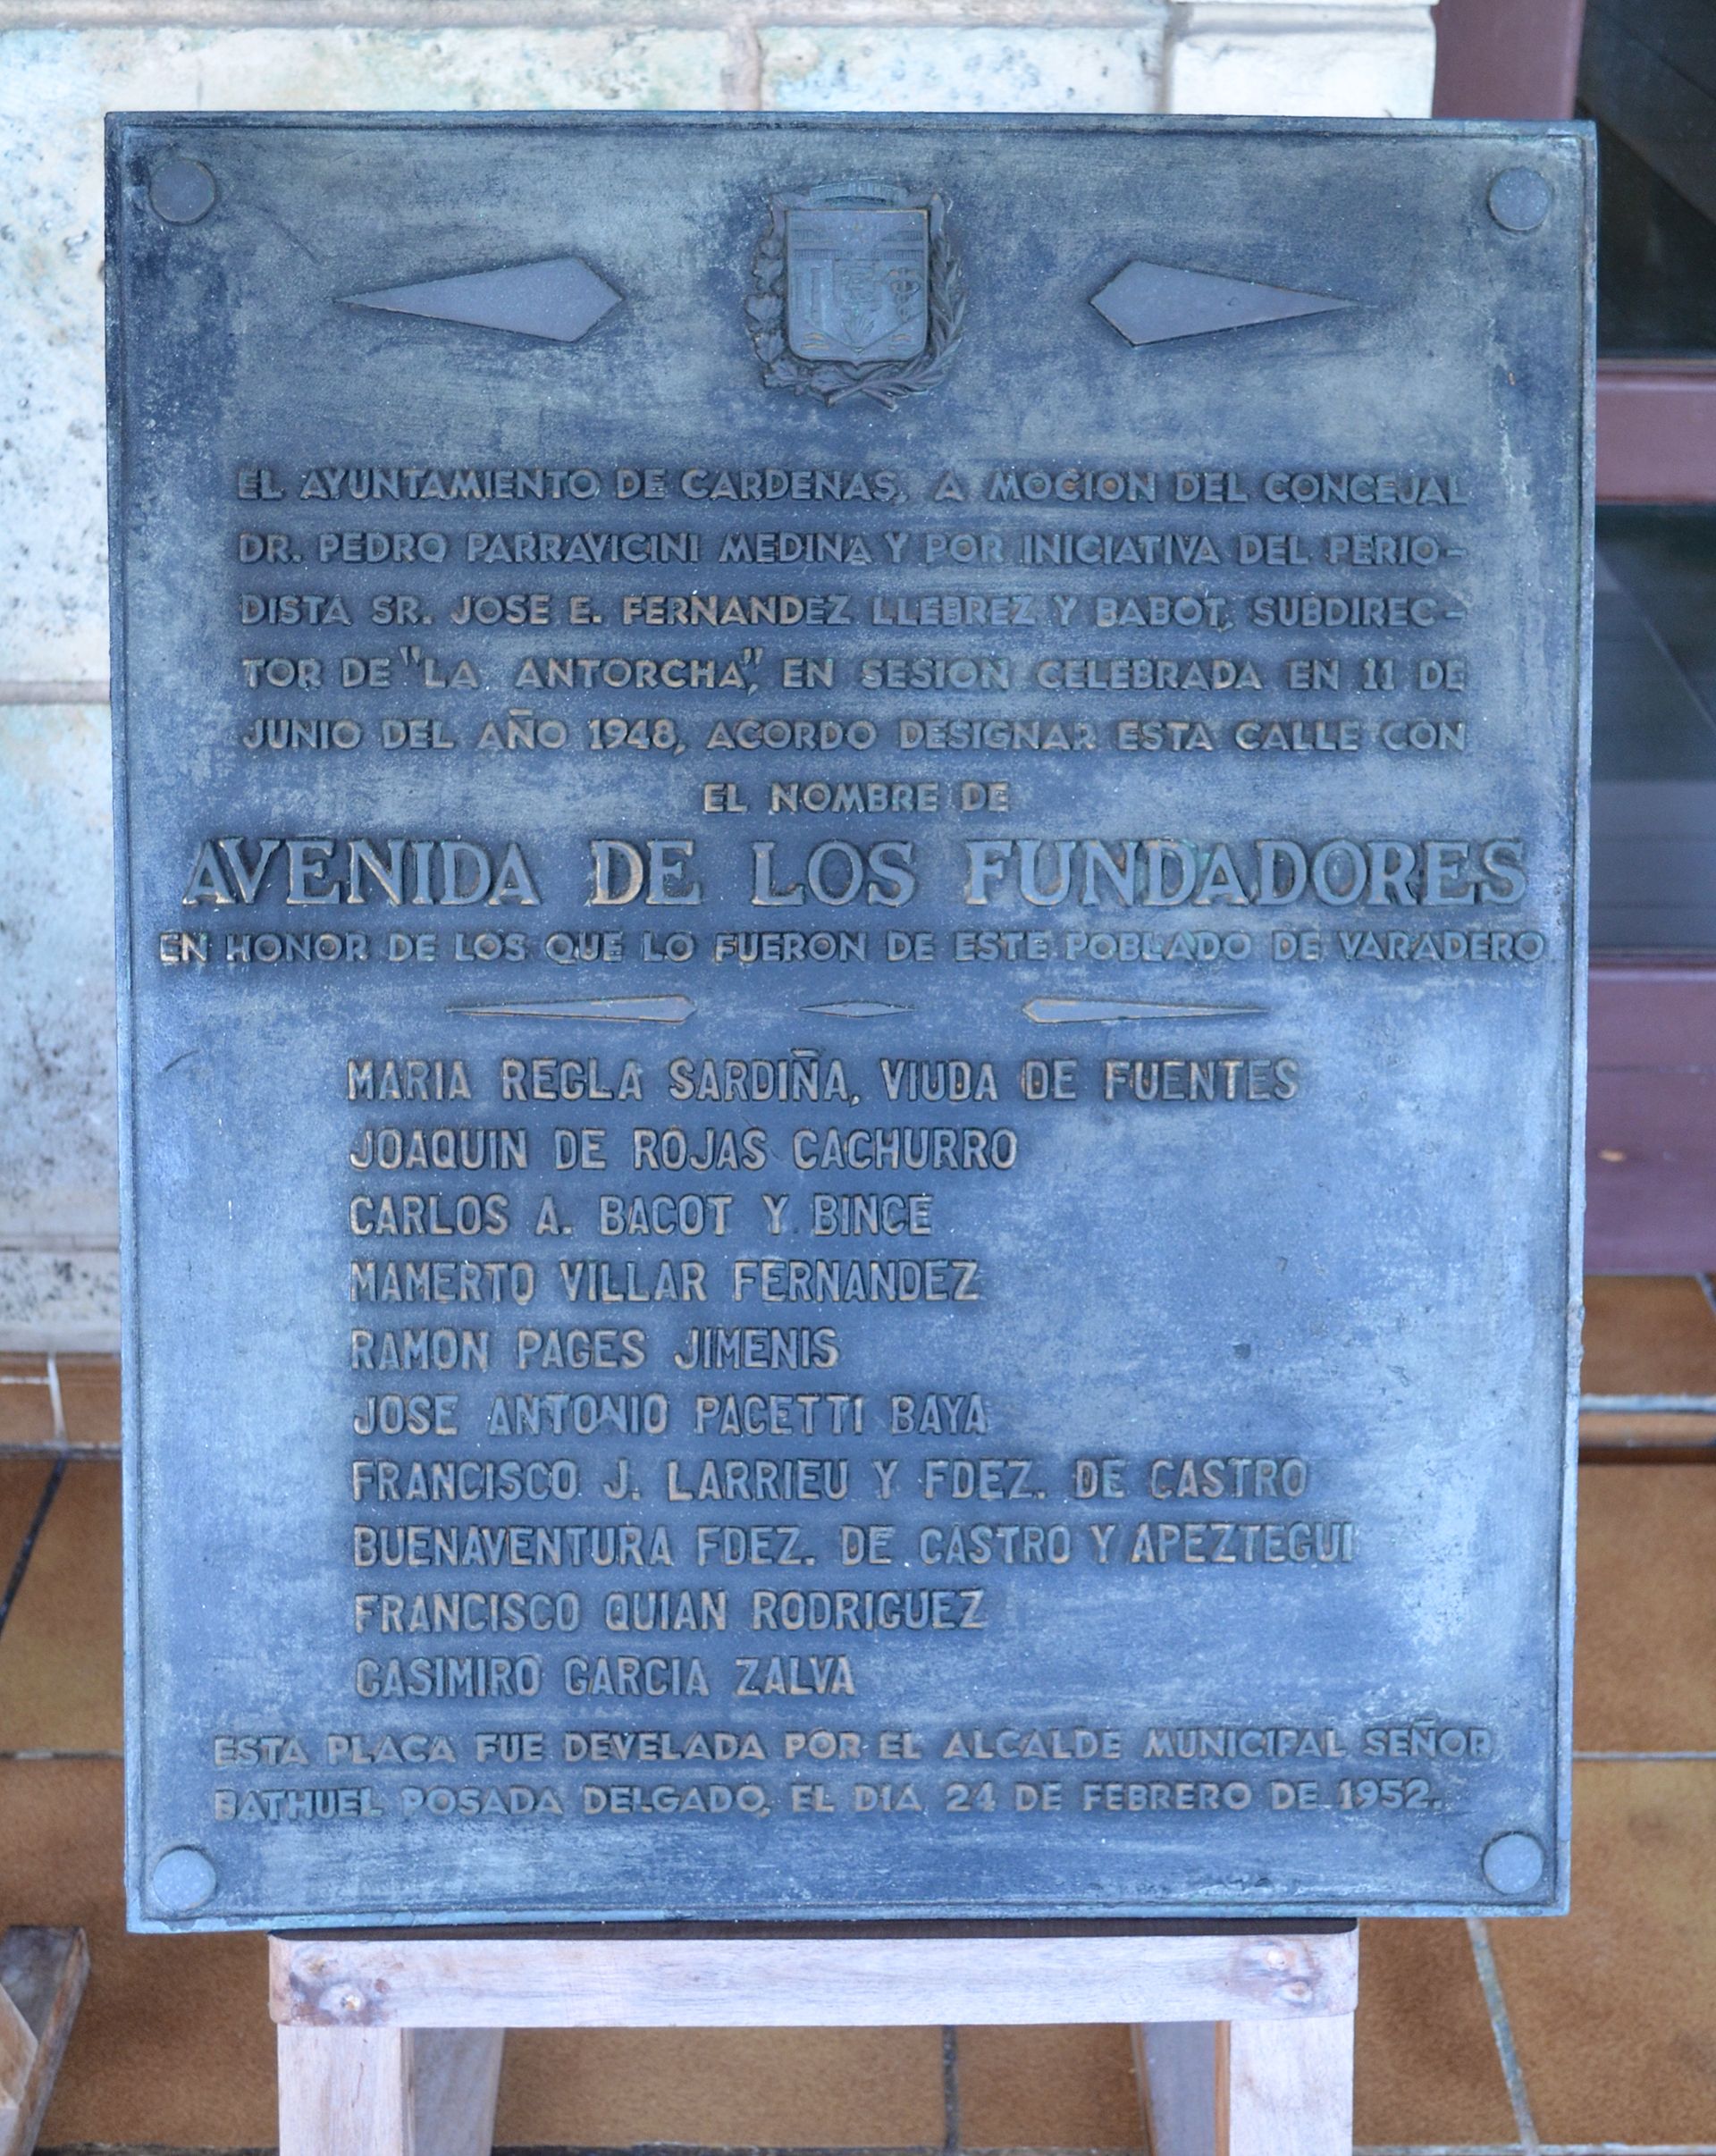 EL AYUNTAMIENTO DE CARDENAS, A MOCION DEL CONCEJAL
DR. PEDRO PARRAVICINI MEDINA Y POR INICIATIVA DEL PERIO-
DISTA SR. JOSE E. FERNANDEZ LLEBREZ Y BABOT, SUBDIREC-
TOR DE "LA ANTORCHA", EN SESION CELEBRADA EN 11 DE
JUNIO DEL AÑO 1948, ACORDO DESIGNAR ESTA CALLE CON
EL NOMBRE DE
AVENIDA DE LOS FUNDADORES
EN HONOR DE LOS QUE LO FUERON DE ESTE POBLADO DE VARADERO
MARIA REGLA SARDIÑA, VIUDA DE FUENTES
JOAQUIN DE ROJAS CACHURRO
CARLOS A. BACOT Y BINCE
MAMERTO VILLAR FERNANDEZ
RAMON PAGES JIMENIS
JOSE ANTONIO PACETTI BAYA
FRANCISCO J. LARRIEU Y FDEZ. DE CASTRO
BUENAVENTURA FDEZ. DE CASTRO Y APEZTEGUI
FRANCISCO QUIAN RODRIGUEZ
CASIMIRO GARCIA ZALVA
ESTA PLACA FUE DEVELADA POR EL ALCALDE MUNICIPAL SEÑOR
BATHUEL POSADA DELGADO, EL DIA 24 DE FEBRERO DE 1952.